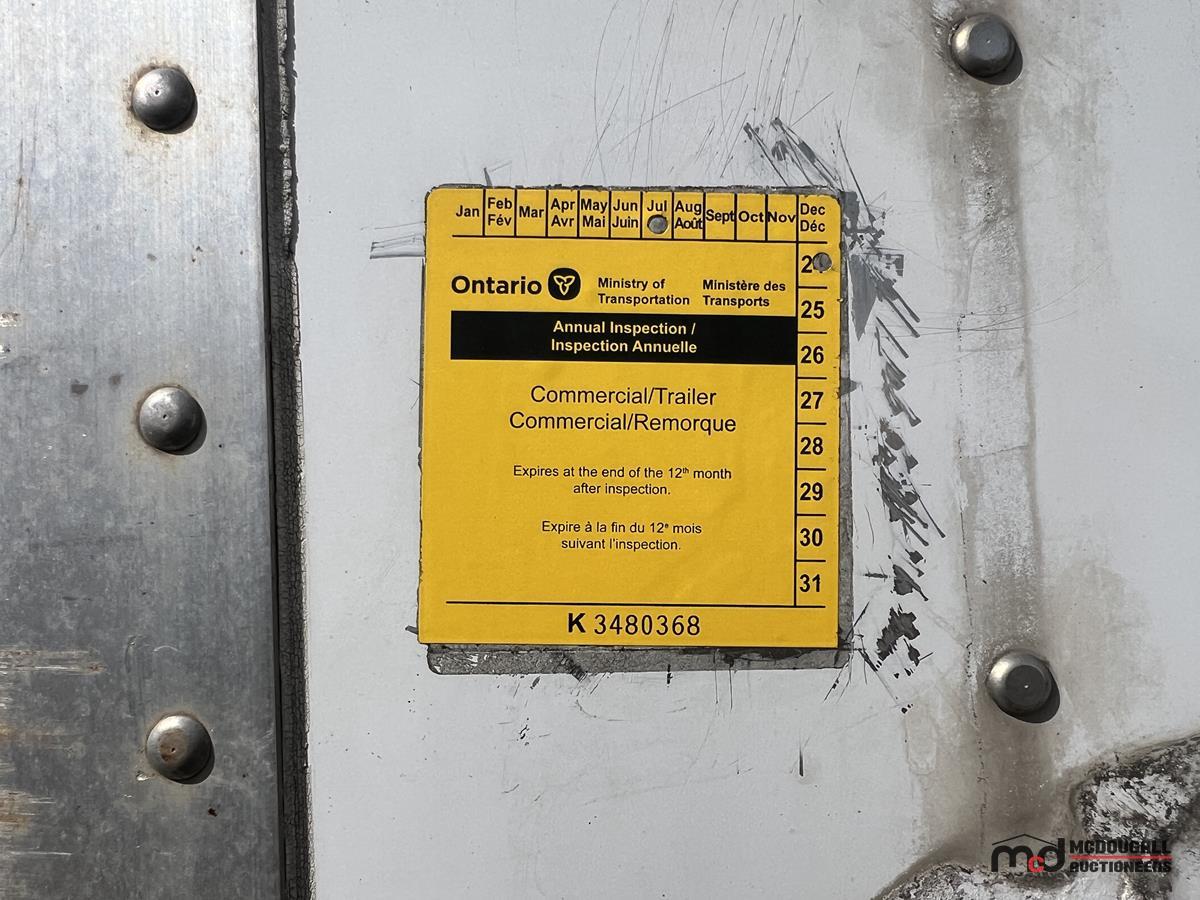 Jan Feb Fév Mar Apr Avr May Mai Jun Juin Jul Aug Août Sept Oct Nov Dec Déc
Ontario
Ministry of
Transportation
Ministère des
Transports
Annual Inspection /
Inspection Annuelle
Commercial/Trailer
Commercial/Remorque
Expires at the end of the 12th month
after inspection.
Expire à la fin du 12e mois
suivant l'inspection.
25
26
27
28
29
30
31
K 3480368
mcd MCDOUGALL
AUCTIONEERS